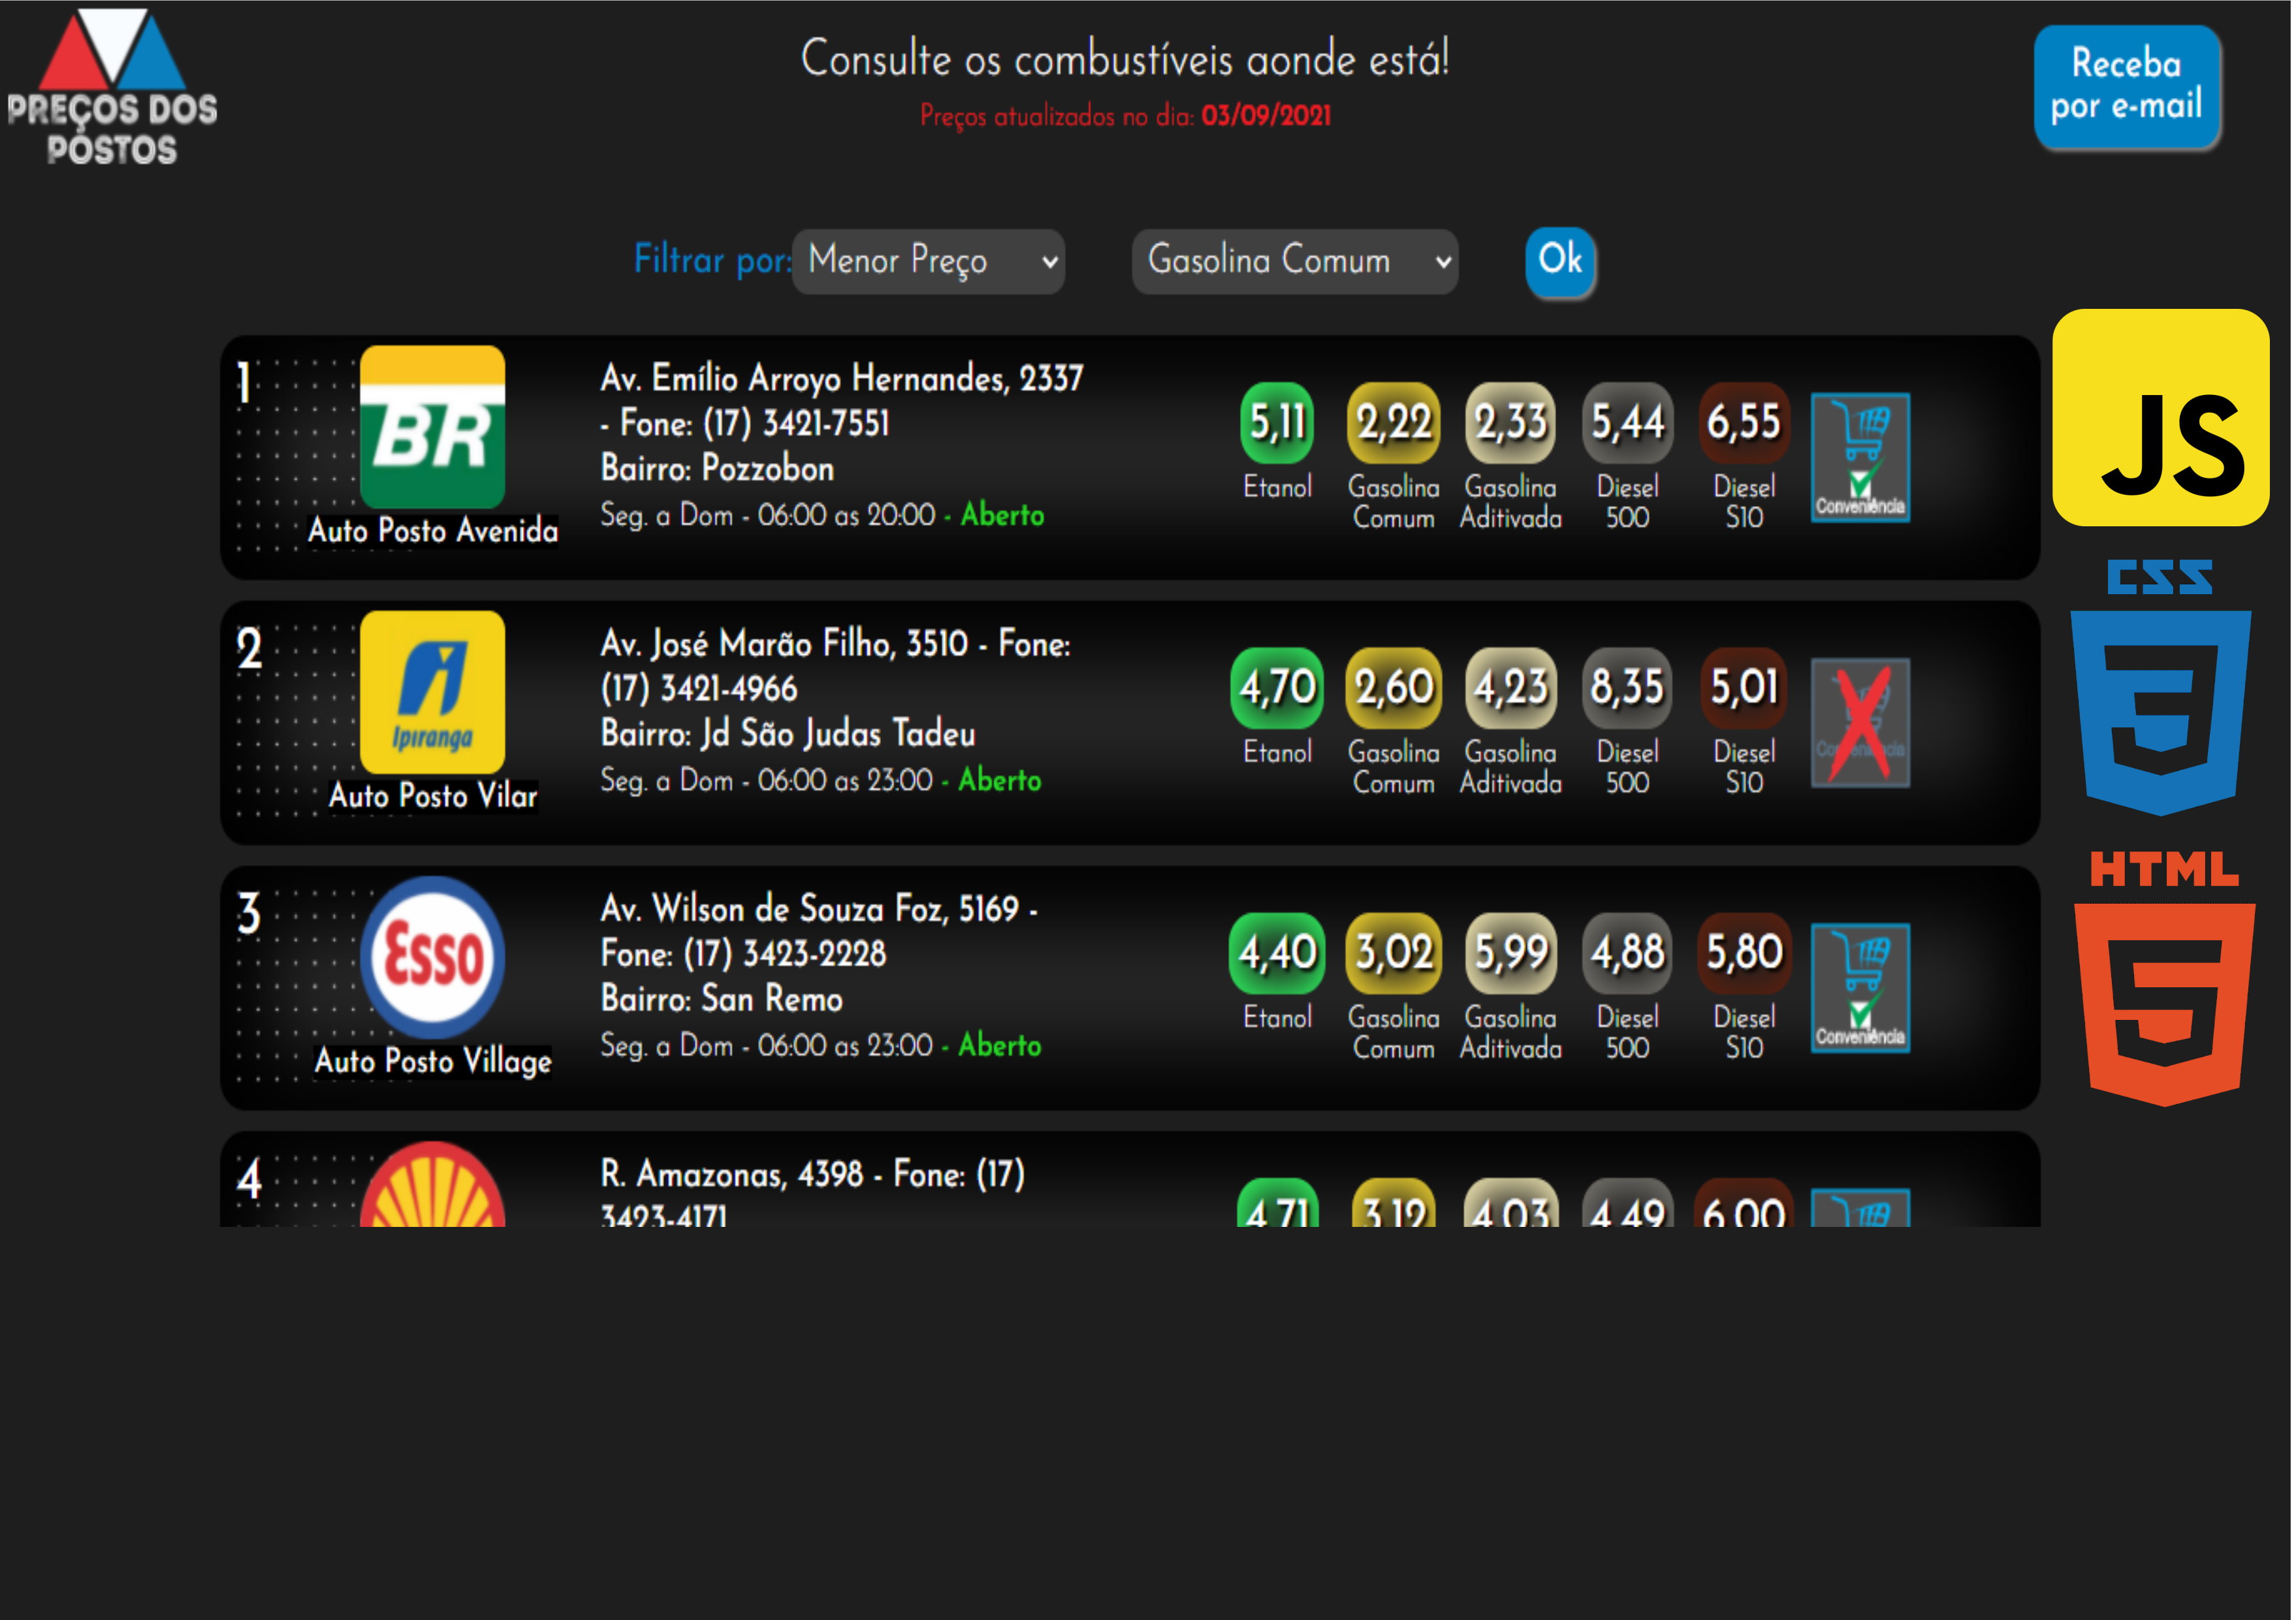 PREÇOS DOS
POSTOS
Consulte os combustíveis aonde está!
Preços atualizados no dia: 03/09/2021
Receba
por e-mail
Filtrar por: Menor Preço Gasolina Comum Ok
1
BR
Auto Posto Avenida
Av. Emílio Arroyo Hernandes, 2337
- Fone: (17) 3421-7551
Bairro: Pozzobon
Seg. a Dom - 06:00 as 20:00 - Aberto
5,11 2,22 2,33 5,44 6,55
Etanol Gasolina Gasolina Diesel Diesel
Comum Aditivada 500 S10
Conveniência
JS
2
Ipiranga
Auto Posto Vilar
Av. José Marão Filho, 3510 - Fone:
(17) 3421-4966
Bairro: Jd São Judas Tadeu
Seg. a Dom - 06:00 as 23:00 - Aberto
4,70 2,60 4,23 8,35 5,01
Etanol Gasolina Gasolina Diesel Diesel
Comum Aditivada 500 S10
Conveniência
CSS
3
3
Esso
Auto Posto Village
Av. Wilson de Souza Foz, 5169 -
Fone: (17) 3423-2228
Bairro: San Remo
Seg. a Dom - 06:00 as 23:00 - Aberto
4,40 3,02 5,99 4,88 5,80
Etanol Gasolina Gasolina Diesel Diesel
Comum Aditivada 500 S10
Conveniência
HTML
5
4
R. Amazonas, 4398 - Fone: (17)
3423-4171
4,71 3,12 4,03 4,49 6,00